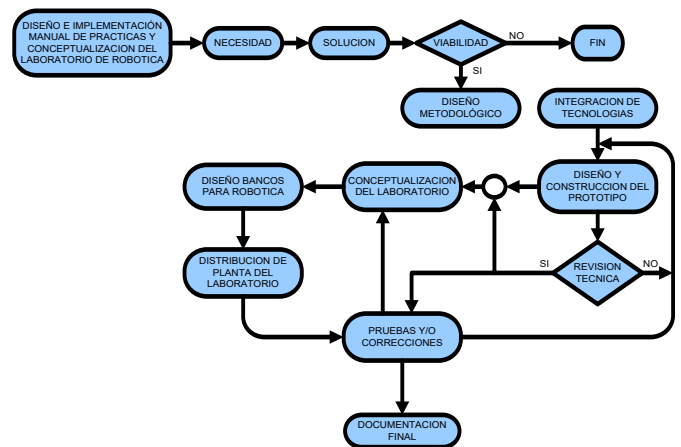 DISEÑO E IMPLEMENTACIÓN
MANUAL DE PRACTICAS Y
CONCEPTUALIZACION DEL
LABORATORIO DE ROBOTICA
NECESIDAD
SOLUCION
VIABILIDAD
NO
FIN
SI
DISEÑO
METODOLÓGICO
INTEGRACION DE
TECNOLOGIAS
DISEÑO BANCOS
PARA ROBOTICA
CONCEPTUALIZACION
DEL LABORATORIO
DISEÑO Y
CONSTRUCCION DEL
PROTOTIPO
DISTRIBUCION DE
PLANTA DEL
LABORATORIO
SI
REVISION
TECNICA
NO
PRUEBAS Y/O
CORRECCIONES
DOCUMENTACION
FINAL